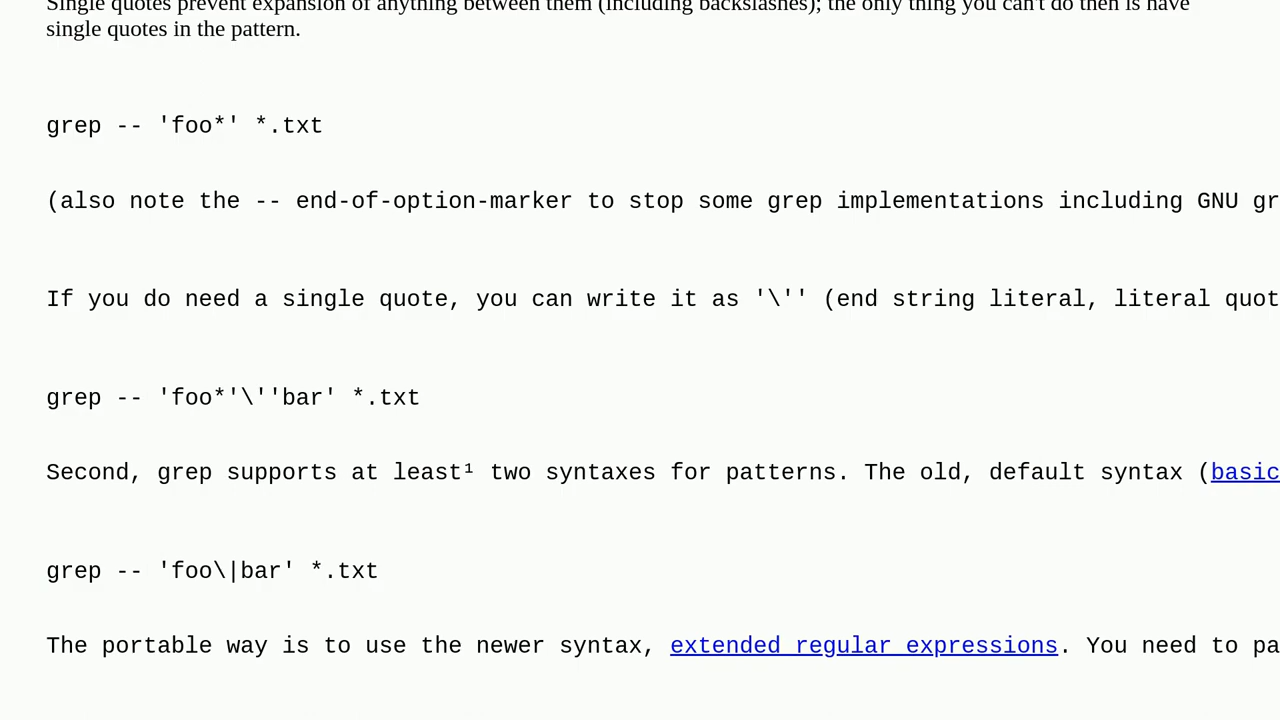 Single quotes prevent expansion of anything between them (including backslashes); the only thing you can't do then is have
single quotes in the pattern.
grep -- 'foo*' *.txt
(also note the -- end-of-option-marker to stop some grep implementations including GNU gr
If you do need a single quote, you can write it as '\'' (end string literal, literal quot
grep -- 'foo*'\''bar' *.txt
Second, grep supports at least¹ two syntaxes for patterns. The old, default syntax (basic
grep -- 'foo\|bar' *.txt
The portable way is to use the newer syntax, extended regular expressions. You need to pa